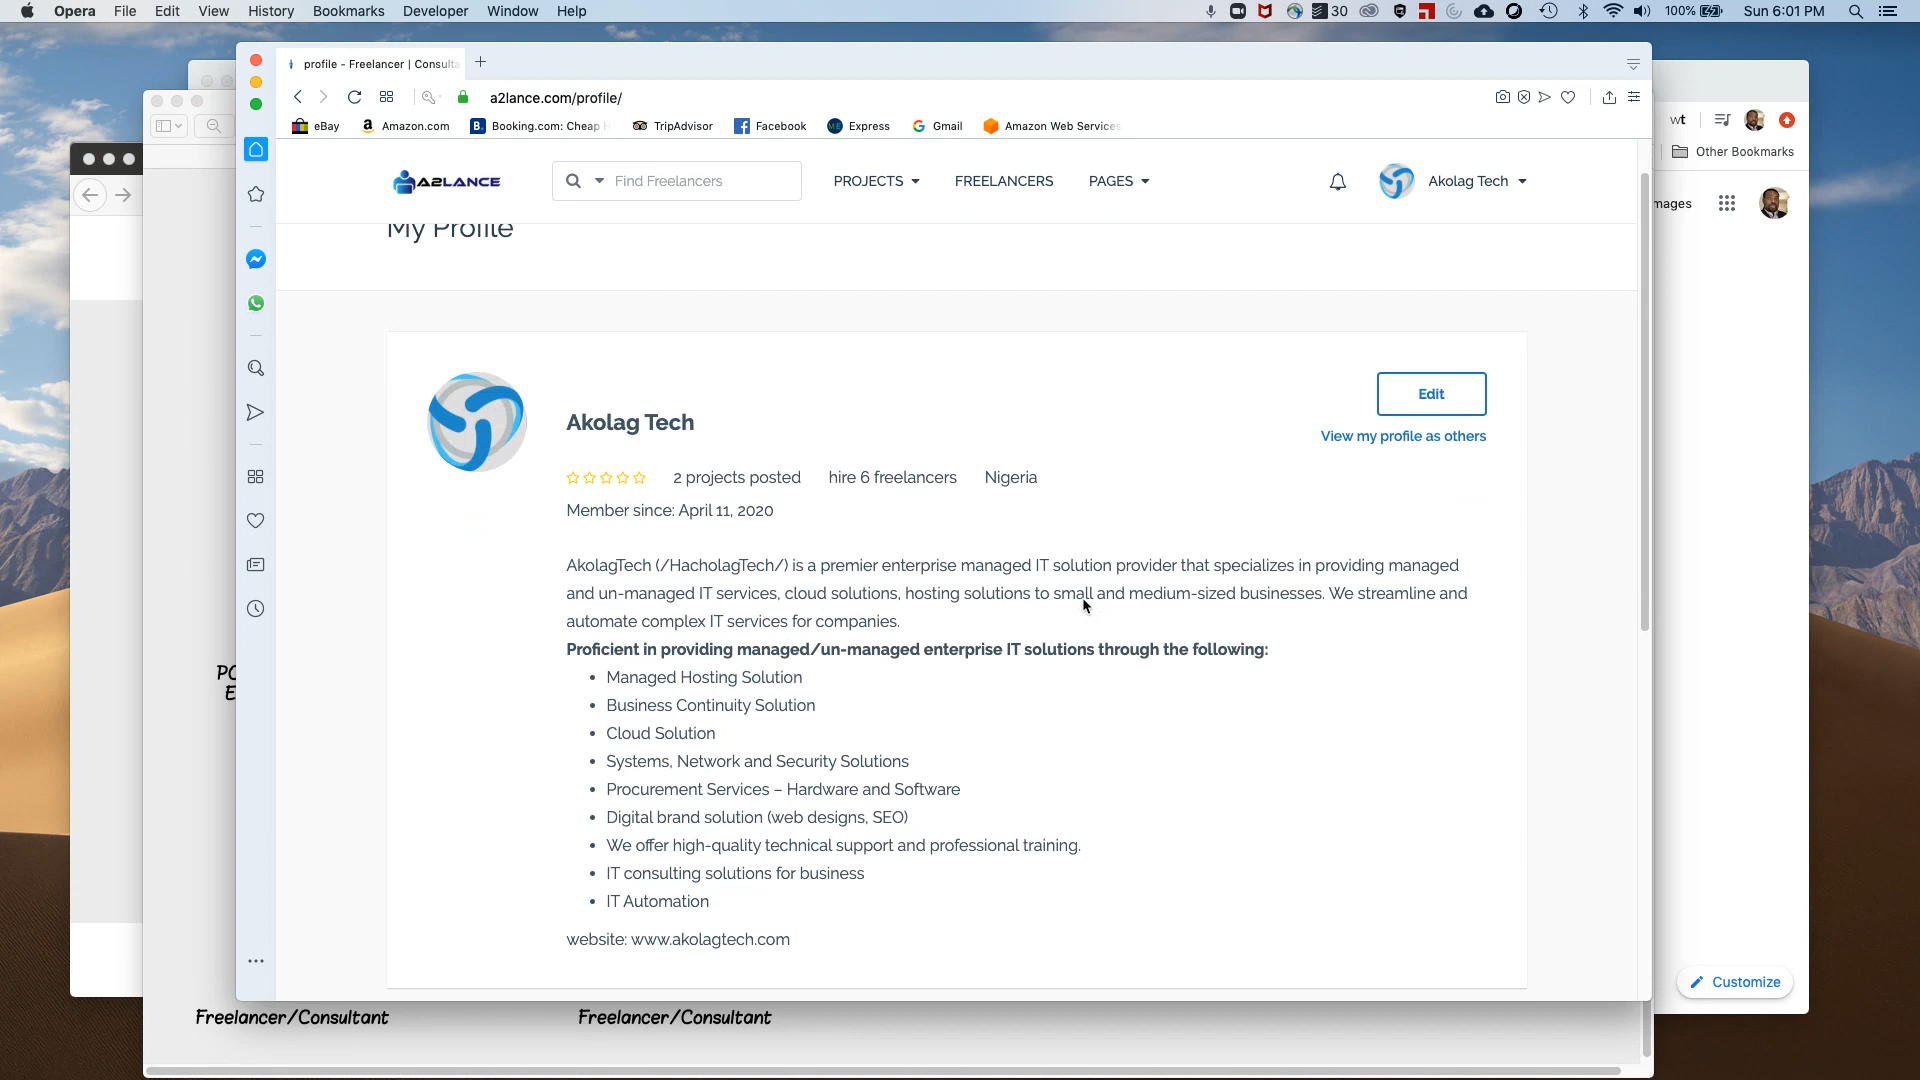 Opera File Edit View History Bookmarks Developer Window Help
30 100% Sun 6:01 PM
profile - Freelancer | Consulta
a2lance.com/profile/
eBay Amazon.com Booking.com: Cheap TripAdvisor Facebook Express Gmail Amazon Web Services
wt
Other Bookmarks
A2LANCE Find Freelancers PROJECTS FREELANCERS PAGES Akolag Tech
mages
My Profile
Edit
Akolag Tech
View my profile as others
2 projects posted hire 6 freelancers Nigeria
Member since: April 11, 2020
AkolagTech (/HacholagTech/) is a premier enterprise managed IT solution provider that specializes in providing managed
and un-managed IT services, cloud solutions, hosting solutions to small and medium-sized businesses. We streamline and
automate complex IT services for companies.
Proficient in providing managed/un-managed enterprise IT solutions through the following:
• Managed Hosting Solution
PO
E
• Business Continuity Solution
• Cloud Solution
• Systems, Network and Security Solutions
• Procurement Services – Hardware and Software
• Digital brand solution (web designs, SEO)
• We offer high-quality technical support and professional training.
• IT consulting solutions for business
• IT Automation
website: www.akolagtech.com
Customize
Freelancer/Consultant Freelancer/Consultant